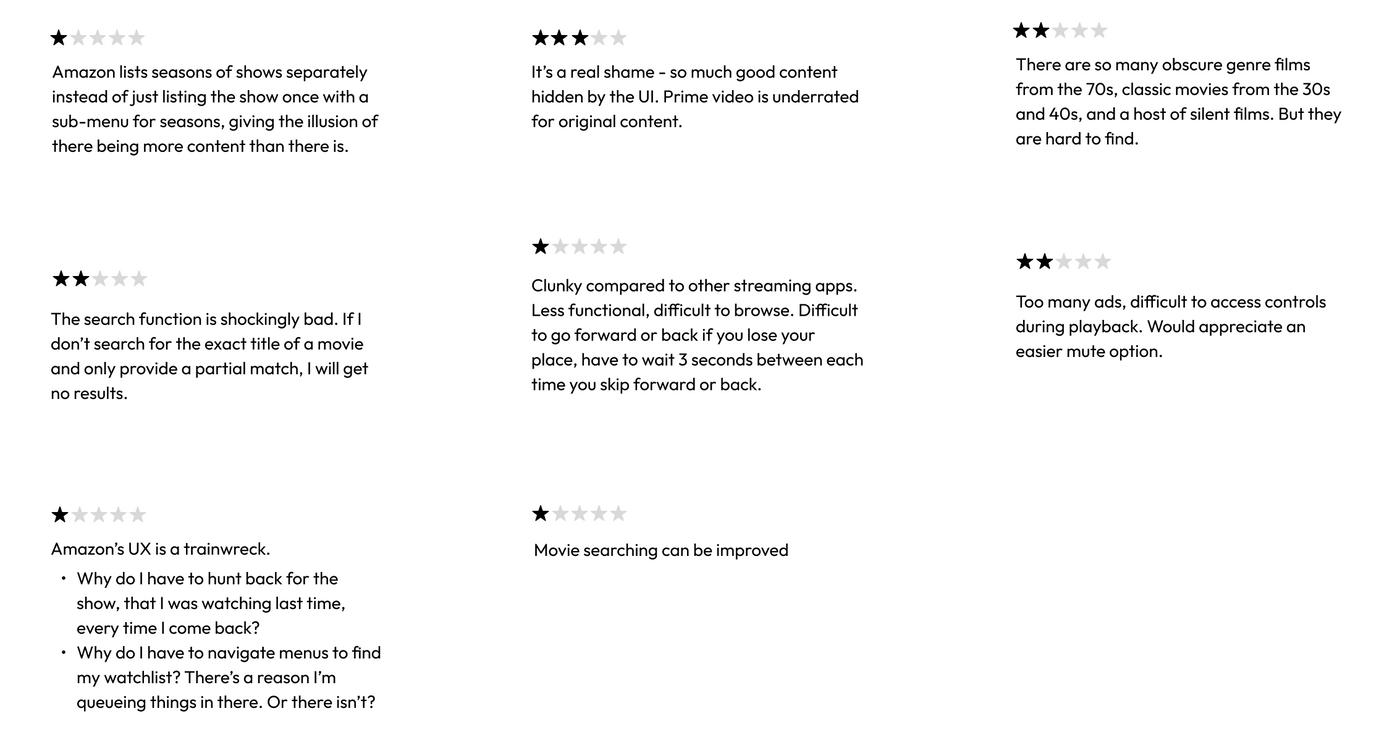 Amazon lists seasons of shows separately
instead of just listing the show once with a
sub-menu for seasons, giving the illusion of
there being more content than there is.
It's a real shame - so much good content
hidden by the UI. Prime video is underrated
for original content.
There are so many obscure genre films
from the 70s, classic movies from the 30s
and 40s, and a host of silent films. But they
are hard to find.
The search function is shockingly bad. If I
don't search for the exact title of a movie
and only provide a partial match, I will get
no results.
Clunky compared to other streaming apps.
Less functional, difficult to browse. Difficult
to go forward or back if you lose your
place, have to wait 3 seconds between each
time you skip forward or back.
Too many ads, difficult to access controls
during playback. Would appreciate an
easier mute option.
Amazon's UX is a trainwreck.
• Why do I have to hunt back for the
show, that I was watching last time,
every time I come back?
• Why do I have to navigate menus to find
my watchlist? There's a reason I'm
queueing things in there. Or there isn't?
Movie searching can be improved